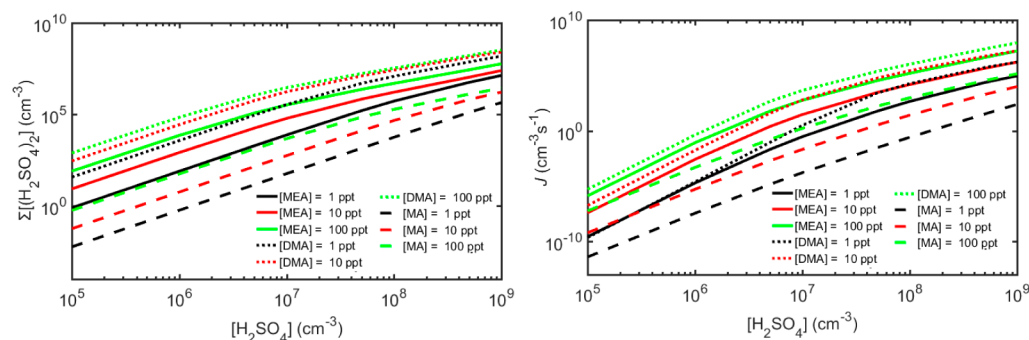 10^10
10^5
10^0
Σ[(H2SO4)2] (cm^-3)
[MEA] = 1 ppt
[MEA] = 10 ppt
[MEA] = 100 ppt
[DMA] = 1 ppt
[DMA] = 10 ppt
[DMA] = 100 ppt
[MA] = 1 ppt
[MA] = 10 ppt
[MA] = 100 ppt
10^5 10^6 10^7 10^8 10^9
[H2SO4] (cm^-3)
10^10
10^0
10^-10
J (cm^-3s^-1)
[MEA] = 1 ppt
[MEA] = 10 ppt
[MEA] = 100 ppt
[DMA] = 1 ppt
[DMA] = 10 ppt
[DMA] = 100 ppt
[MA] = 1 ppt
[MA] = 10 ppt
[MA] = 100 ppt
10^5 10^6 10^7 10^8 10^9
[H2SO4] (cm^-3)